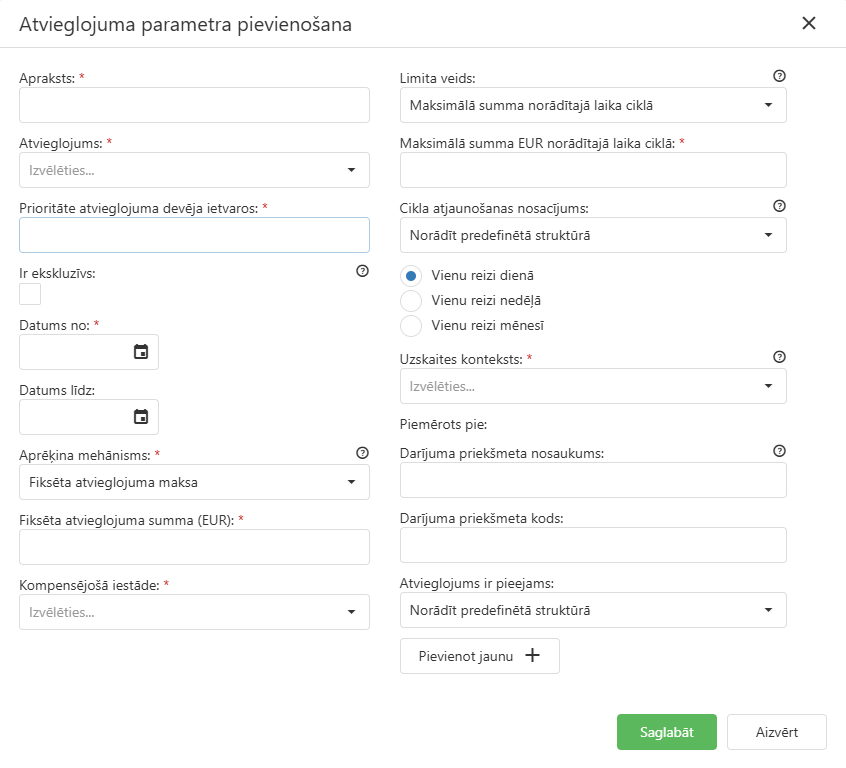 Atvieglojuma parametra pievienošana
Apraksts: *
Atvieglojums: *
Izvēlēties...
Prioritāte atvieglojuma devēja ietvaros: *
Ir ekskluzīvs:
Datums no: *
Datums līdz:
Aprēķina mehānisms: *
Fiksēta atvieglojuma maksa
Fiksēta atvieglojuma summa (EUR): *
Kompensējošā iestāde: *
Izvēlēties...
Limita veids:
Maksimālā summa norādītajā laika ciklā
Maksimālā summa EUR norādītajā laika ciklā: *
Cikla atjaunošanas nosacījums:
Norādīt predefinētā struktūrā
Vienu reizi dienā
Vienu reizi nedēļā
Vienu reizi mēnesī
Uzskaites konteksts: *
Izvēlēties...
Piemērots pie:
Darījuma priekšmeta nosaukums:
Darījuma priekšmeta kods:
Atvieglojums ir pieejams:
Norādīt predefinētā struktūrā
Pievienot jaunu
Saglabāt
Aizvērt